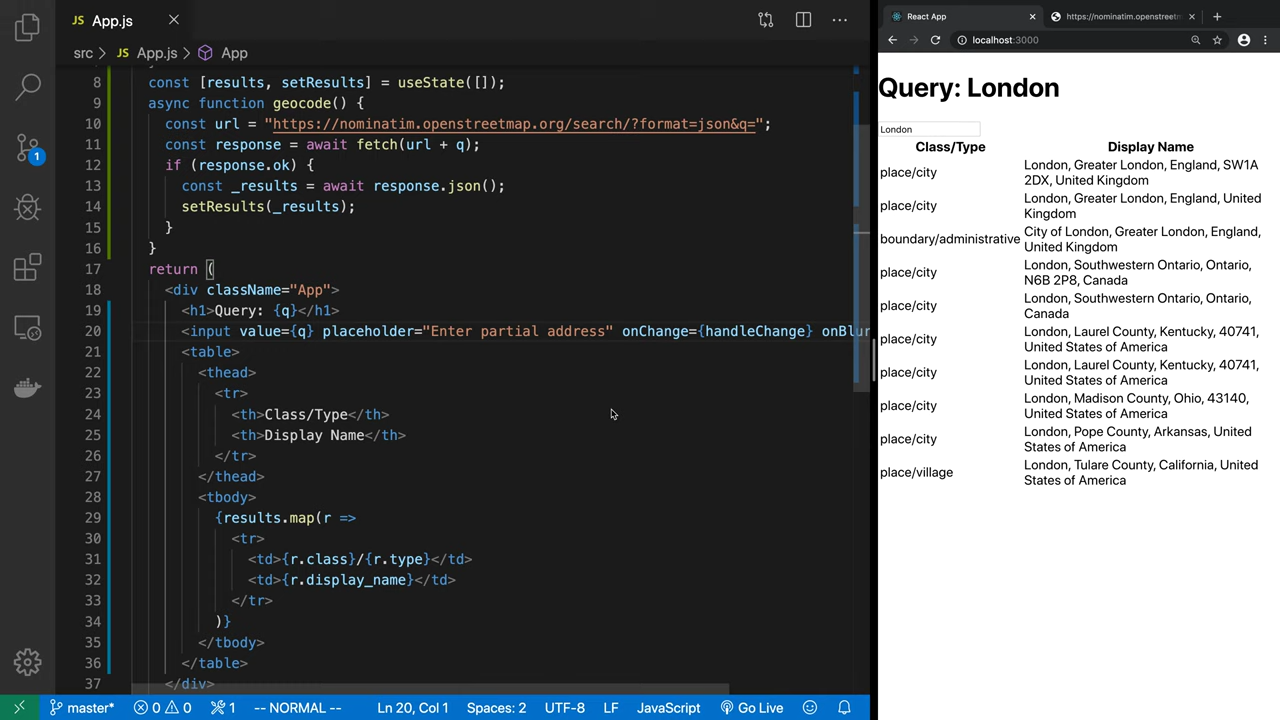 JS App.js
src > JS App.js > App
8 const [results, setResults] = useState([]);
9 async function geocode() {
10 const url = "https://nominatim.openstreetmap.org/search/?format=json&q=";
11 const response = await fetch(url + q);
12 if (response.ok) {
13 const _results = await response.json();
14 setResults(_results);
15 }
16 }
17 return (
18 <div className="App">
19 <h1>Query: {q}</h1>
20 <input value={q} placeholder="Enter partial address" onChange={handleChange} onBlur
21 <table>
22 <thead>
23 <tr>
24 <th>Class/Type</th>
25 <th>Display Name</th>
26 </tr>
27 </thead>
28 <tbody>
29 {results.map(r =>
30 <tr>
31 <td>{r.class}/{r.type}</td>
32 <td>{r.display_name}</td>
33 </tr>
34 )}
35 </tbody>
36 </table>
37 </div>
1
master* 0 0 1 -- NORMAL -- Ln 20, Col 1 Spaces: 2 UTF-8 LF JavaScript Go Live
React App https://nominatim.openstreetm
localhost:3000
Query: London
London
Class/Type Display Name
place/city London, Greater London, England, SW1A
2DX, United Kingdom
place/city London, Greater London, England, United
Kingdom
boundary/administrative City of London, Greater London, England,
United Kingdom
place/city London, Southwestern Ontario, Ontario,
N6B 2P8, Canada
place/city London, Southwestern Ontario, Ontario,
Canada
place/city London, Laurel County, Kentucky, 40741,
United States of America
place/city London, Laurel County, Kentucky, 40741,
United States of America
place/city London, Madison County, Ohio, 43140,
United States of America
place/city London, Pope County, Arkansas, United
States of America
place/village London, Tulare County, California, United
States of America